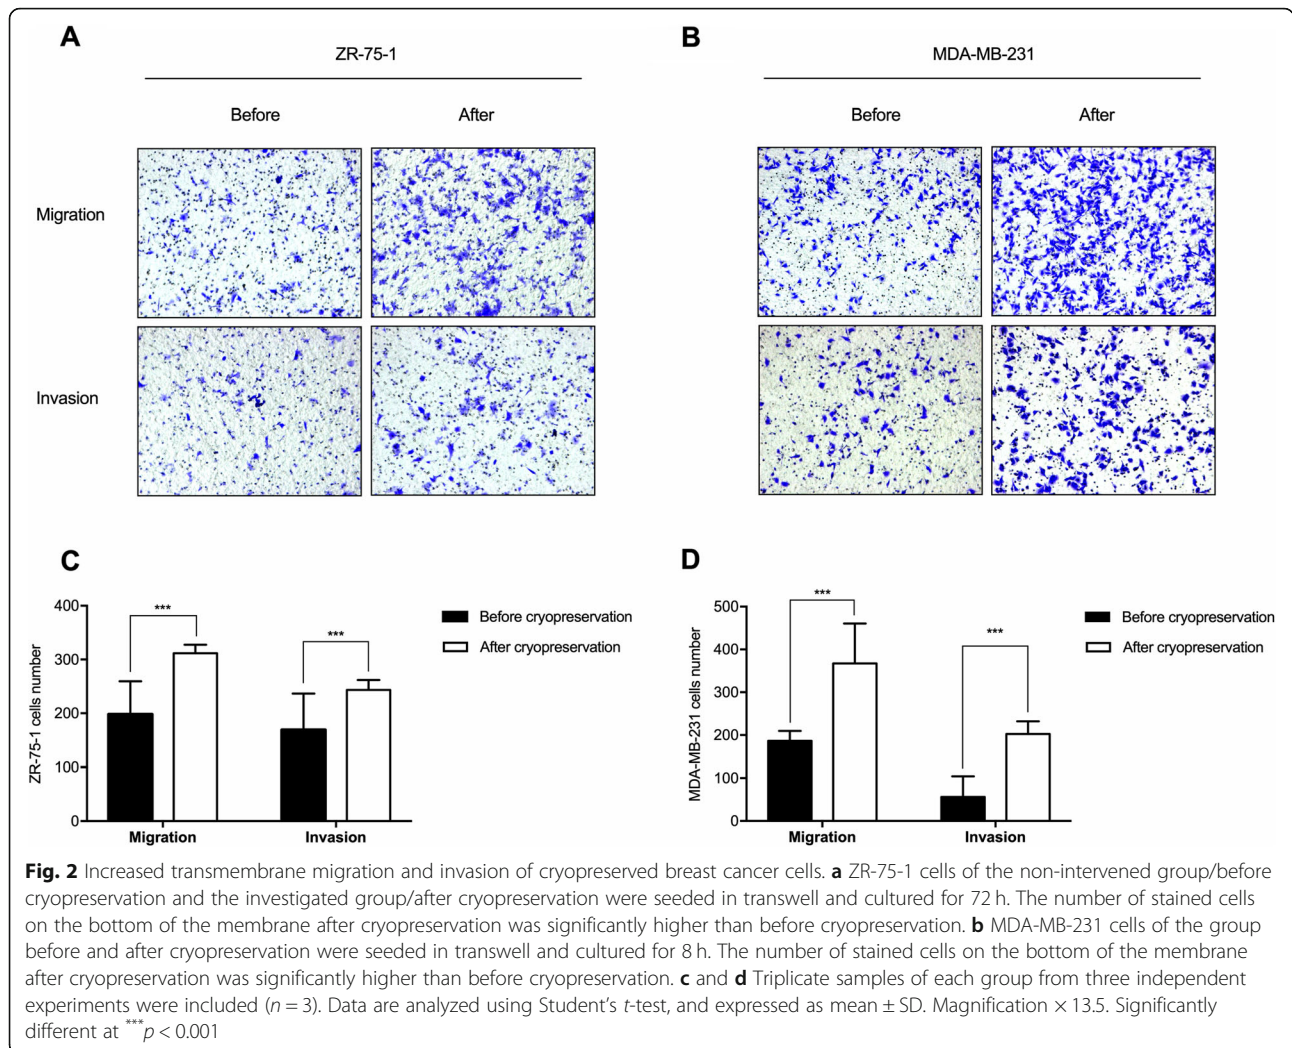 A
ZR-75-1
Before
After
Migration
Invasion
B
MDA-MB-231
Before
After
C
ZR-75-1 cells number
400
300
200
100
0
***
***
Migration
Invasion
Before cryopreservation
After cryopreservation
D
MDA-MB-231 cells number
500
400
300
200
100
0
***
***
Migration
Invasion
Before cryopreservation
After cryopreservation
Fig. 2 Increased transmembrane migration and invasion of cryopreserved breast cancer cells. a ZR-75-1 cells of the non-intervened group/before
cryopreservation and the investigated group/after cryopreservation were seeded in transwell and cultured for 72 h. The number of stained cells
on the bottom of the membrane after cryopreservation was significantly higher than before cryopreservation. b MDA-MB-231 cells of the group
before and after cryopreservation were seeded in transwell and cultured for 8 h. The number of stained cells on the bottom of the membrane
after cryopreservation was significantly higher than before cryopreservation. c and d Triplicate samples of each group from three independent
experiments were included (n = 3). Data are analyzed using Student's t-test, and expressed as mean ± SD. Magnification × 13.5. Significantly
different at ***p < 0.001